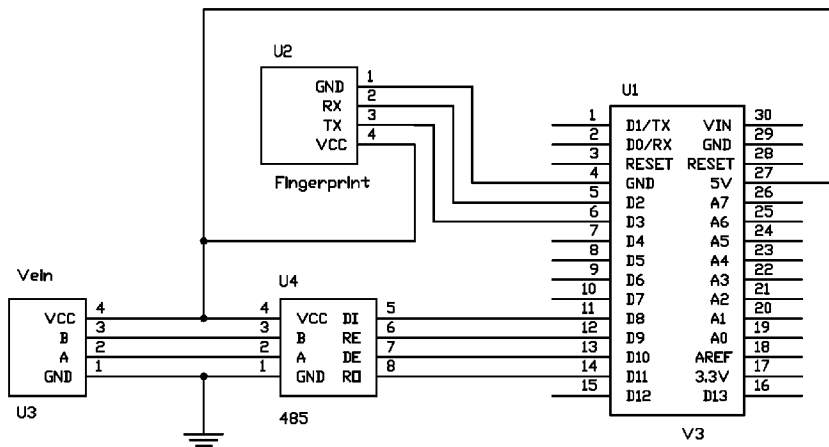 U2
GND 1
RX 2
TX 3
VCC 4
Fingerprint
U1
1 D1/TX VIN 30
2 D0/RX GND 29
3 RESET RESET 28
4 GND 5V 27
5 D2 A7 26
6 D3 A6 25
7 D4 A5 24
8 D5 A4 23
9 D6 A3 22
10 D7 A2 21
11 D8 A1 20
12 D9 A0 19
13 D10 AREF 18
14 D11 3.3V 17
15 D12 D13 16
V3
Vein
VCC 4
B 3
A 2
GND 1
U3
U4
4 VCC DI 5
3 B RE 6
2 A DE 7
1 GND RO 8
485